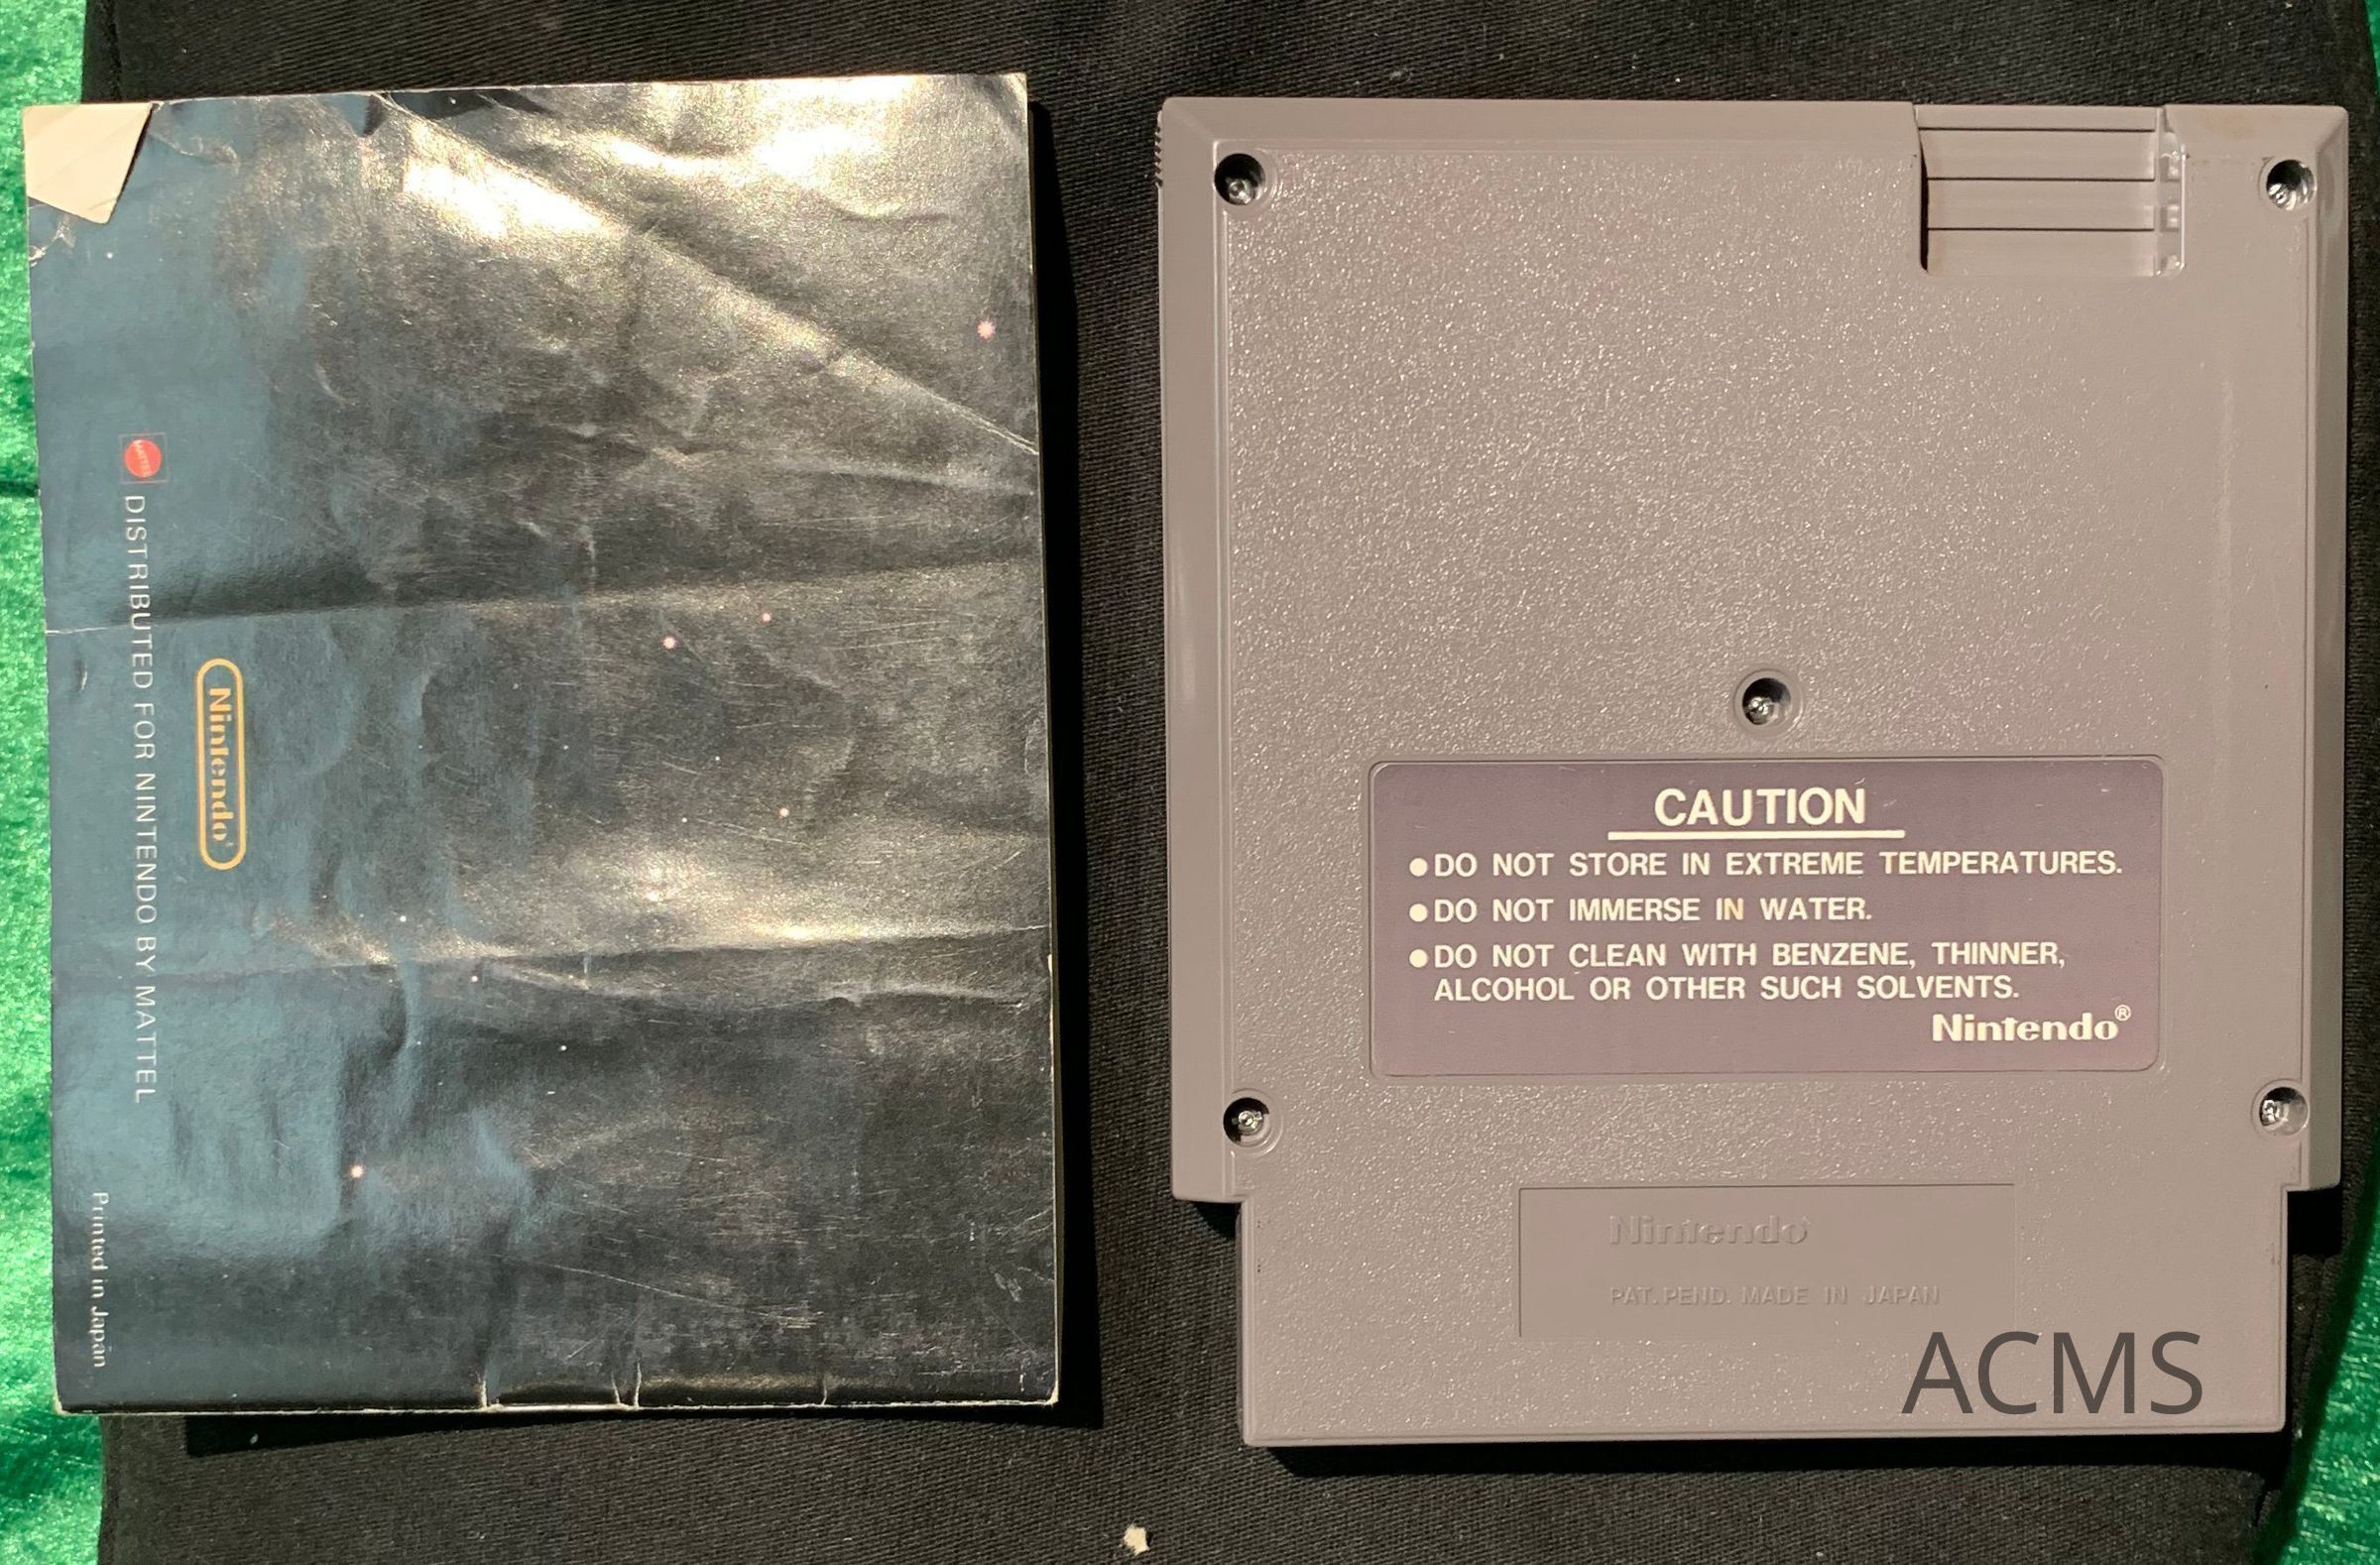 MATTEL
DISTRIBUTED FOR NINTENDO BY MATTEL
Nintendo®
Printed in Japan
CAUTION
●DO NOT STORE IN EXTREME TEMPERATURES.
●DO NOT IMMERSE IN WATER.
●DO NOT CLEAN WITH BENZENE, THINNER,
ALCOHOL OR OTHER SUCH SOLVENTS.
Nintendo®
Nintendo
PAT. PEND. MADE IN JAPAN
ACMS